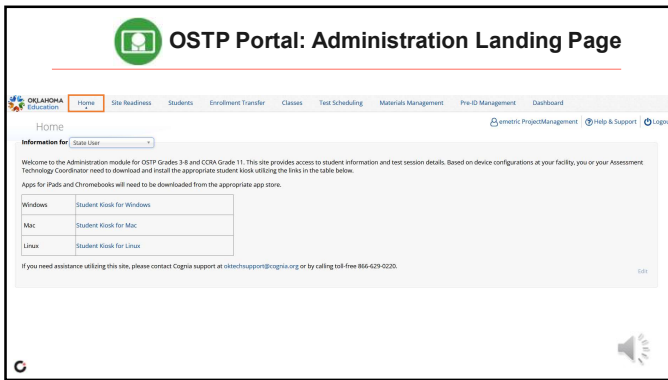 OSTP Portal: Administration Landing Page
OKLAHOMA
Education
Home Site Readiness Students Enrollment Transfer Classes Test Scheduling Materials Management Pre-ID Management Dashboard
Home
emetric ProjectManagement Help & Support Logou
Information for State User
Welcome to the Administration module for OSTP Grades 3-8 and CCRA Grade 11. This site provides access to student information and test session details. Based on device configurations at your facility, you or your Assessment
Technology Coordinator need to download and install the appropriate student kiosk utilizing the links in the table below.
Apps for iPads and Chromebooks will need to be downloaded from the appropriate app store.
Windows Student Kiosk for Windows
Mac Student Kiosk for Mac
Linux Student Kiosk for Linux
If you need assistance utilizing this site, please contact Cognia support at oktechsupport@cognia.org or by calling toll-free 866-629-0220.
Edit